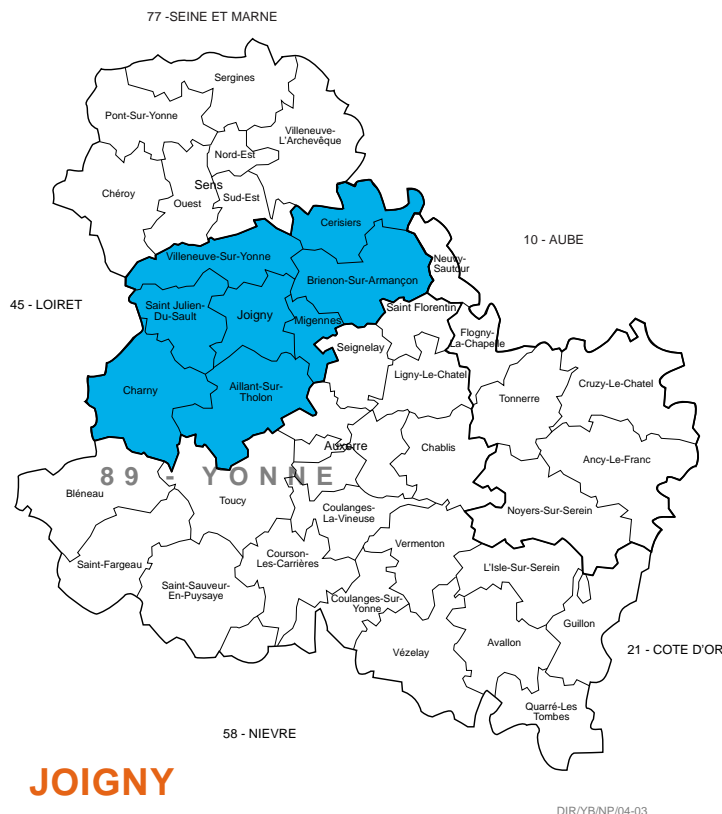 77 -SEINE ET MARNE
Sergines
Pont-Sur-Yonne
Villeneuve-
L'Archevêque
Nord-Est
Sens
Chéroy
Ouest
Sud-Est
Cerisiers
10 - AUBE
Villeneuve-Sur-Yonne
Neuvy-
Sautour
Brienon-Sur-Armançon
45 - LOIRET
Saint Julien-
Du-Sault
Joigny
Migennes
Saint Florentin
Flogny-
La-Chapelle
Seignelay
Ligny-Le-Chatel
Charny
Aillant-Sur-
Tholon
Tonnerre
Cruzy-Le-Chatel
Auxerre
Chablis
Ancy-Le-Franc
89 - YONNE
Bléneau
Toucy
Coulanges-
La-Vineuse
Noyers-Sur-Serein
Vermenton
Courson-
Les-Carrières
Saint-Fargeau
L'Isle-Sur-Serein
Saint-Sauveur-
En-Puysaye
Coulanges-Sur-
Yonne
Guillon
Avallon
Vézelay
21 - COTE D'OR
Quarré-Les
Tombes
58 - NIEVRE
JOIGNY
DIR/YB/NP/04-03